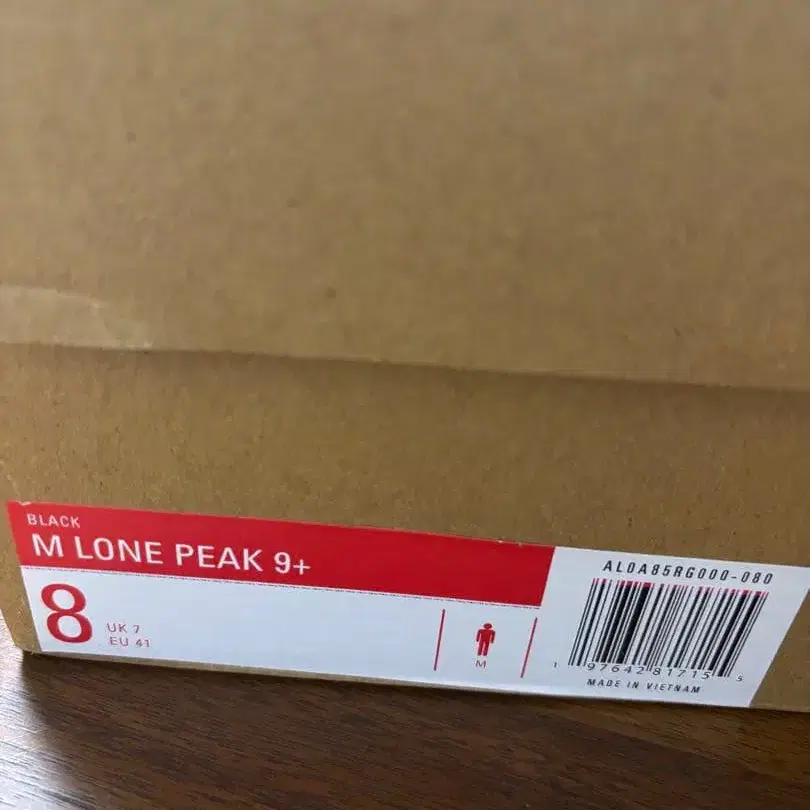 BLACK
M LONE PEAK 9+
8
UK 7
EU 41
M
AL0A85RG000-080
1 97642 81715 5
MADE IN VIETNAM